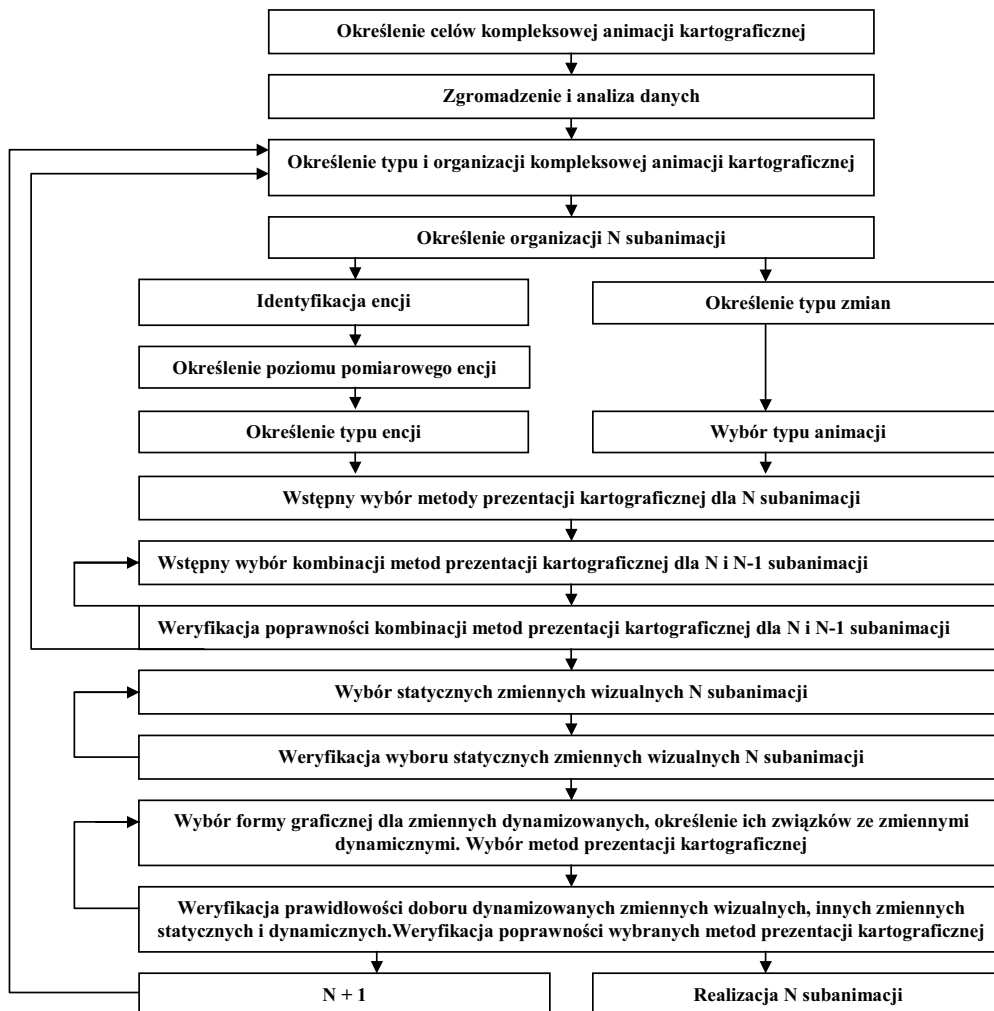 Określenie celów kompleksowej animacji kartograficznej
Zgromadzenie i analiza danych
Określenie typu i organizacji kompleksowej animacji kartograficznej
Określenie organizacji N subanimacji
Identyfikacja encji
Określenie typu zmian
Określenie poziomu pomiarowego encji
Określenie typu encji
Wybór typu animacji
Wstępny wybór metody prezentacji kartograficznej dla N subanimacji
Wstępny wybór kombinacji metod prezentacji kartograficznej dla N i N-1 subanimacji
Weryfikacja poprawności kombinacji metod prezentacji kartograficznej dla N i N-1 subanimacji
Wybór statycznych zmiennych wizualnych N subanimacji
Weryfikacja wyboru statycznych zmiennych wizualnych N subanimacji
Wybór formy graficznej dla zmiennych dynamizowanych, określenie ich związków ze zmiennymi
dynamicznymi. Wybór metod prezentacji kartograficznej
Weryfikacja prawidłowości doboru dynamizowanych zmiennych wizualnych, innych zmiennych
statycznych i dynamicznych.Weryfikacja poprawności wybranych metod prezentacji kartograficznej
N + 1
Realizacja N subanimacji